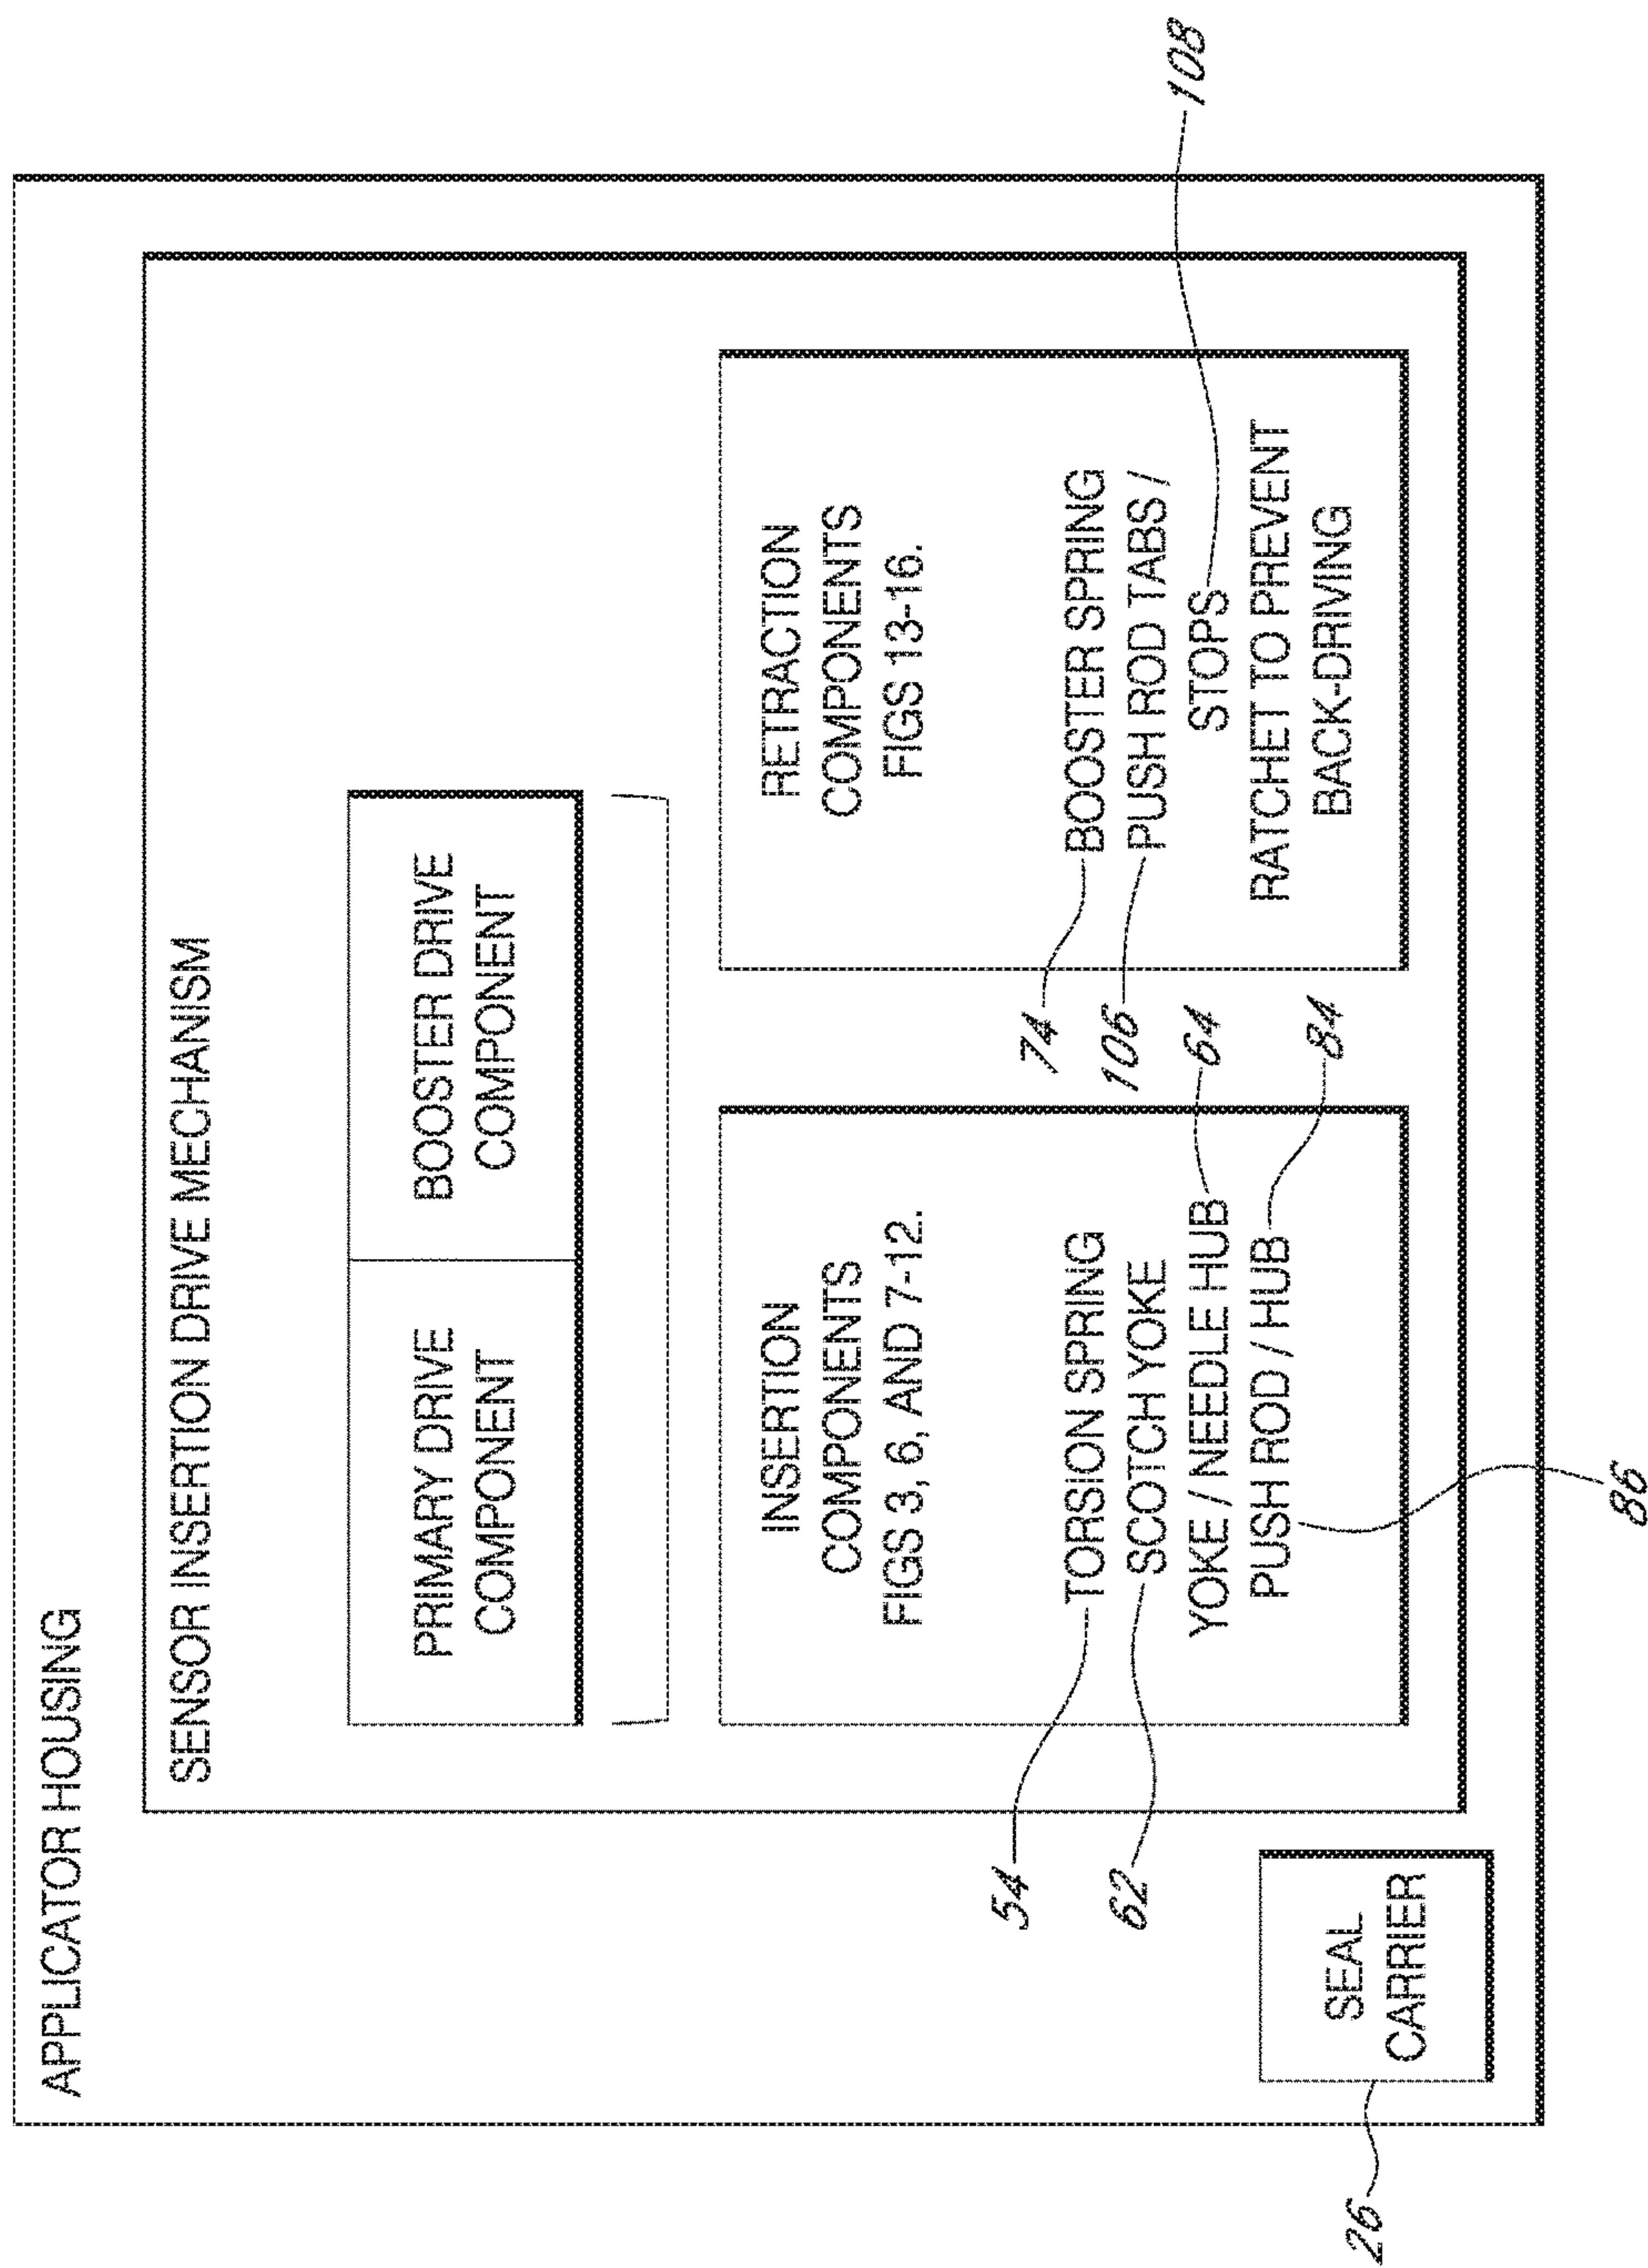 APPLICATOR HOUSING
SENSOR INSERTION DRIVE MECHANISM
PRIMARY DRIVE
COMPONENT
BOOSTER DRIVE
COMPONENT
INSERTION
COMPONENTS
FIGS 3, 6, AND 7-12.
TORSION SPRING
SCOTCH YOKE
YOKE / NEEDLE HUB
PUSH ROD / HUB
54
62
64
84
86
RETRACTION
COMPONENTS
FIGS 13-16.
BOOSTER SPRING
PUSH ROD TABS /
STOPS
RATCHET TO PREVENT
BACK-DRIVING
74
106
108
SEAL
CARRIER
26